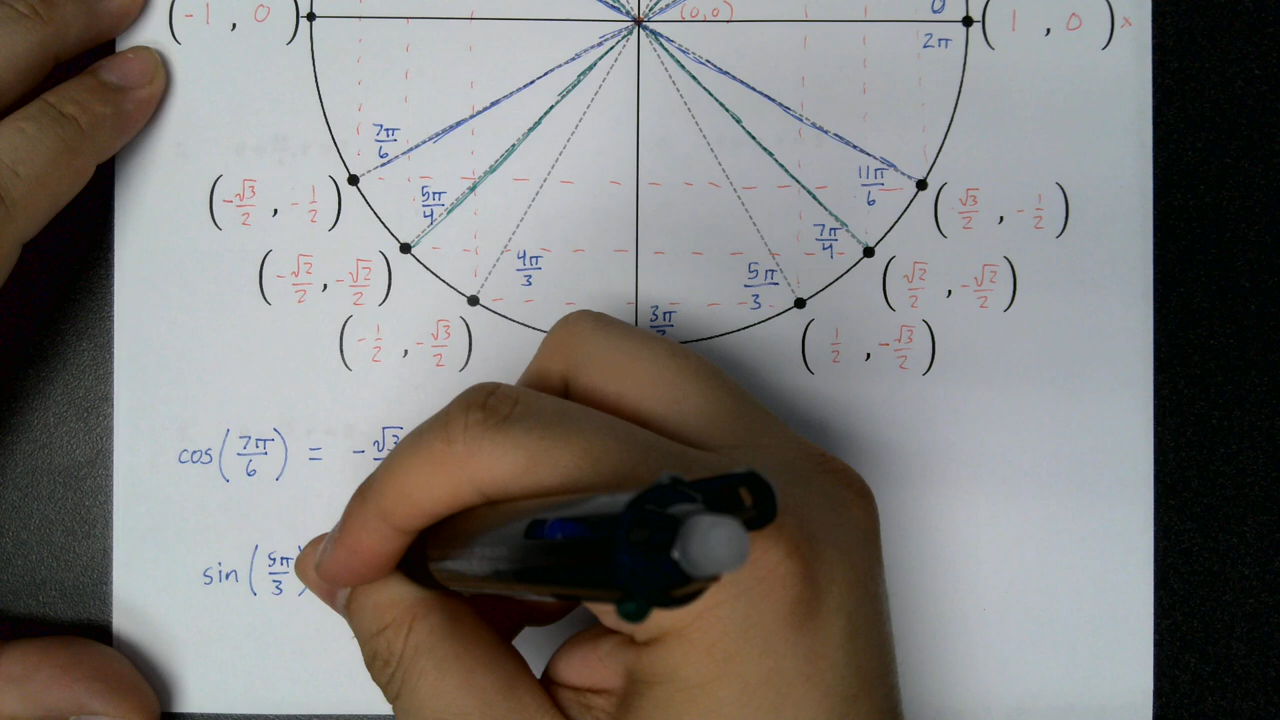 (-1, 0) (0,0) 0 (1, 0) x
2π
7π/6 11π/6
(-√3/2, -1/2) 5π/4 7π/4 (√3/2, -1/2)
(-√2/2, -√2/2) 4π/3 5π/3 (√2/2, -√2/2)
(-1/2, -√3/2) (1/2, -√3/2)
cos(7π/6) = -√3
sin(5π/3)